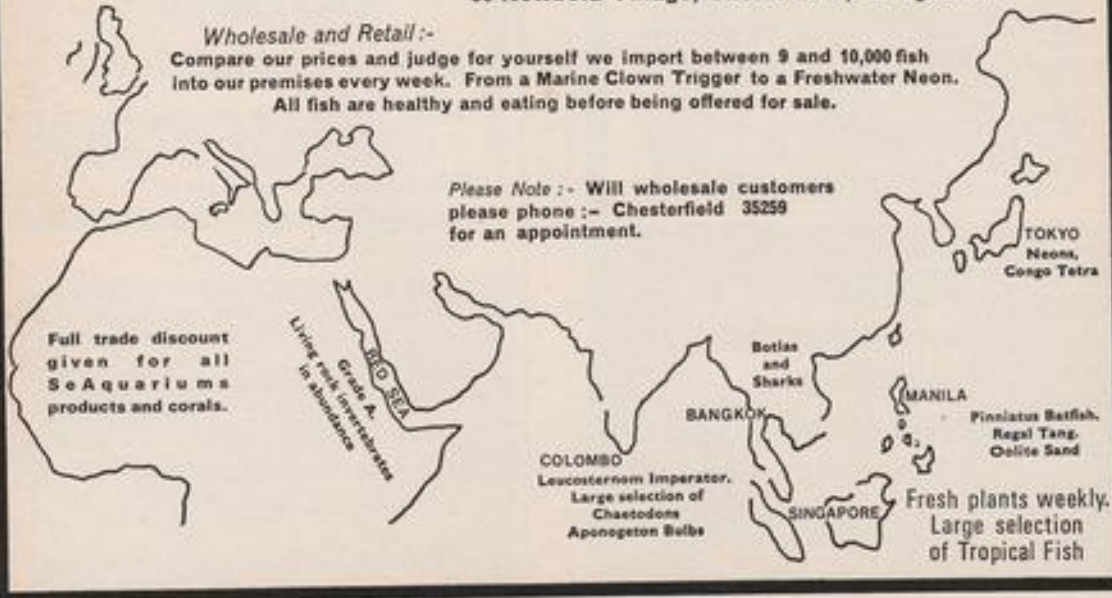 Wholesale and Retail :-
Compare our prices and judge for yourself we import between 9 and 10,000 fish
into our premises every week. From a Marine Clown Trigger to a Freshwater Neon.
All fish are healthy and eating before being offered for sale.
Please Note :- Will wholesale customers
please phone :- Chesterfield 35259
for an appointment.
TOKYO
Neons,
Congo Tetra
Full trade discount
given for all
SeAquariums
products and corals.
RED SEA
Grade A.
Living rock invertebrates
in abundance
Botias
and
Sharks
BANGKOK
MANILA
Pinniatus Batfish.
Regal Tang.
Oolite Sand
COLOMBO
Leucosternom Imperator.
Large selection of
Chaetodons
Aponogeton Bulbs
SINGAPORE
Fresh plants weekly.
Large selection
of Tropical Fish